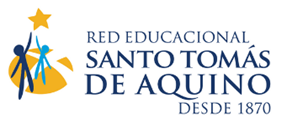 RED EDUCACIONAL
SANTO TOMÁS
DE AQUINO
DESDE 1870